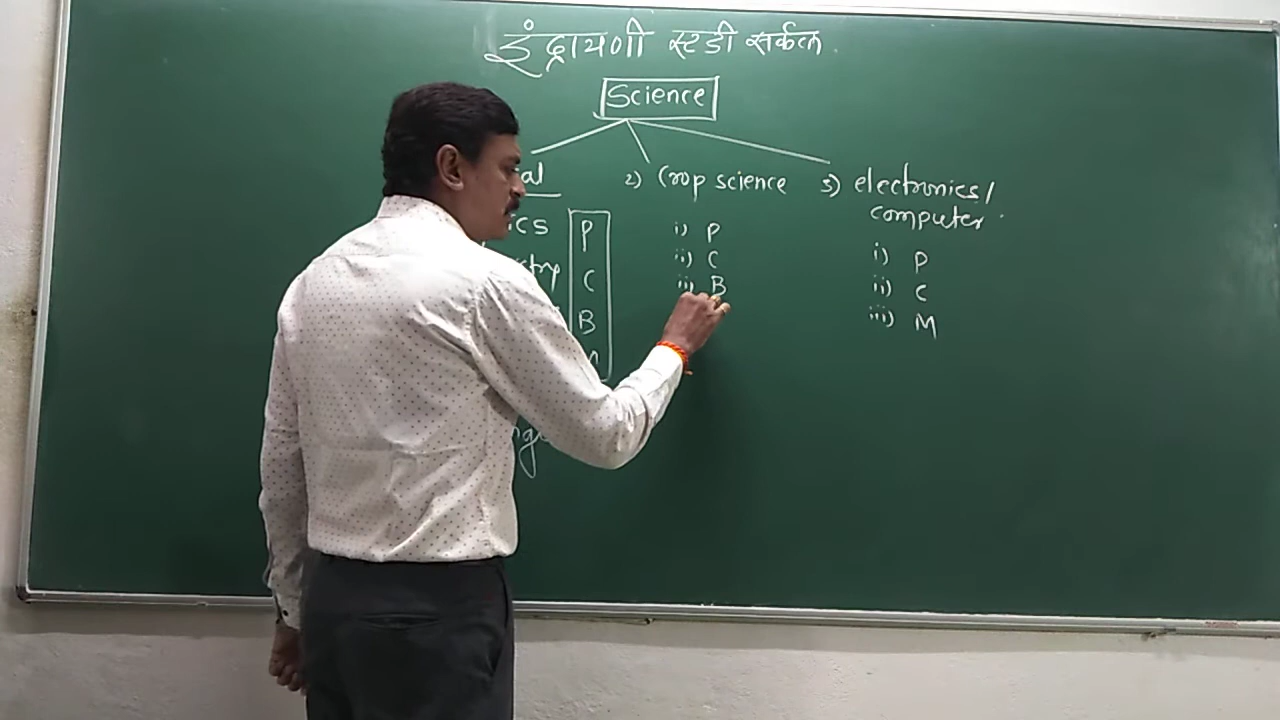 इंद्रायणी स्टडी सर्कल
Science
2) Crop science
3) electronics/
computer
P
C
B
i) P
ii) C
iii) B
i) P
ii) C
iii) M